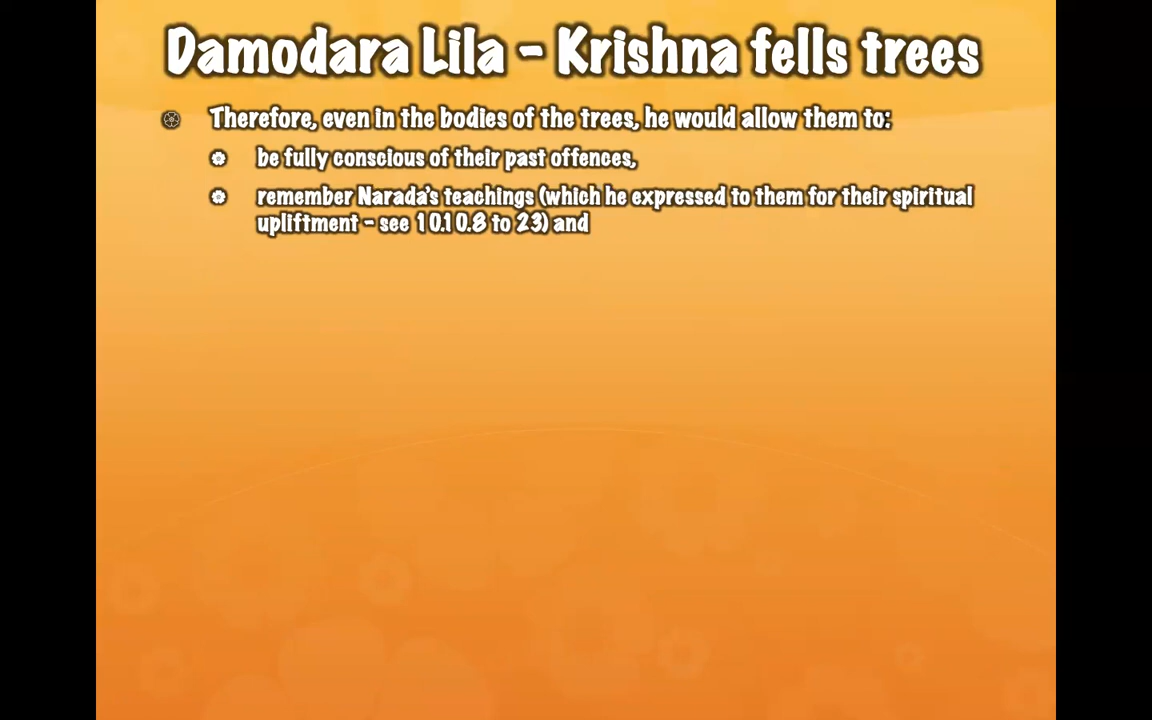 Damodara Lila - Krishna fells trees
Therefore, even in the bodies of the trees, he would allow them to:
be fully conscious of their past offences,
remember Narada's teachings (which he expressed to them for their spiritual
upliftment - see 10.10.8 to 23) and